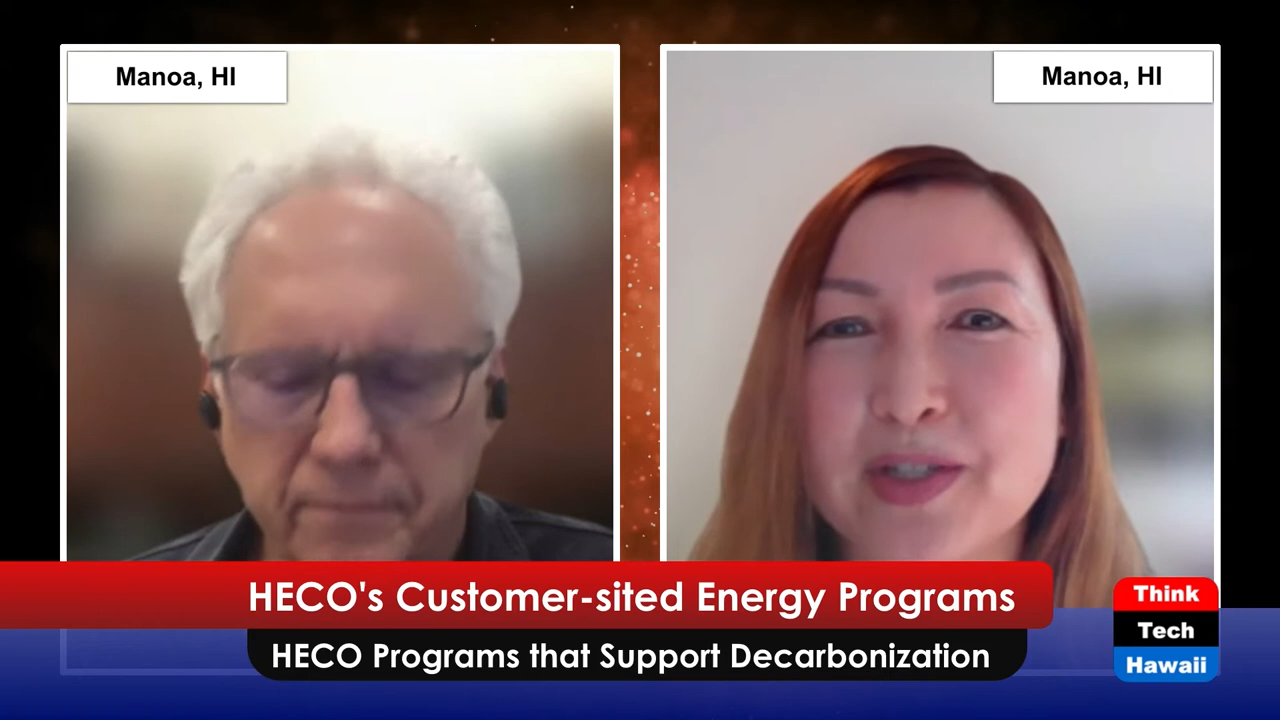 Manoa, HI
Manoa, HI
HECO's Customer-sited Energy Programs
HECO Programs that Support Decarbonization
Think
Tech
Hawaii